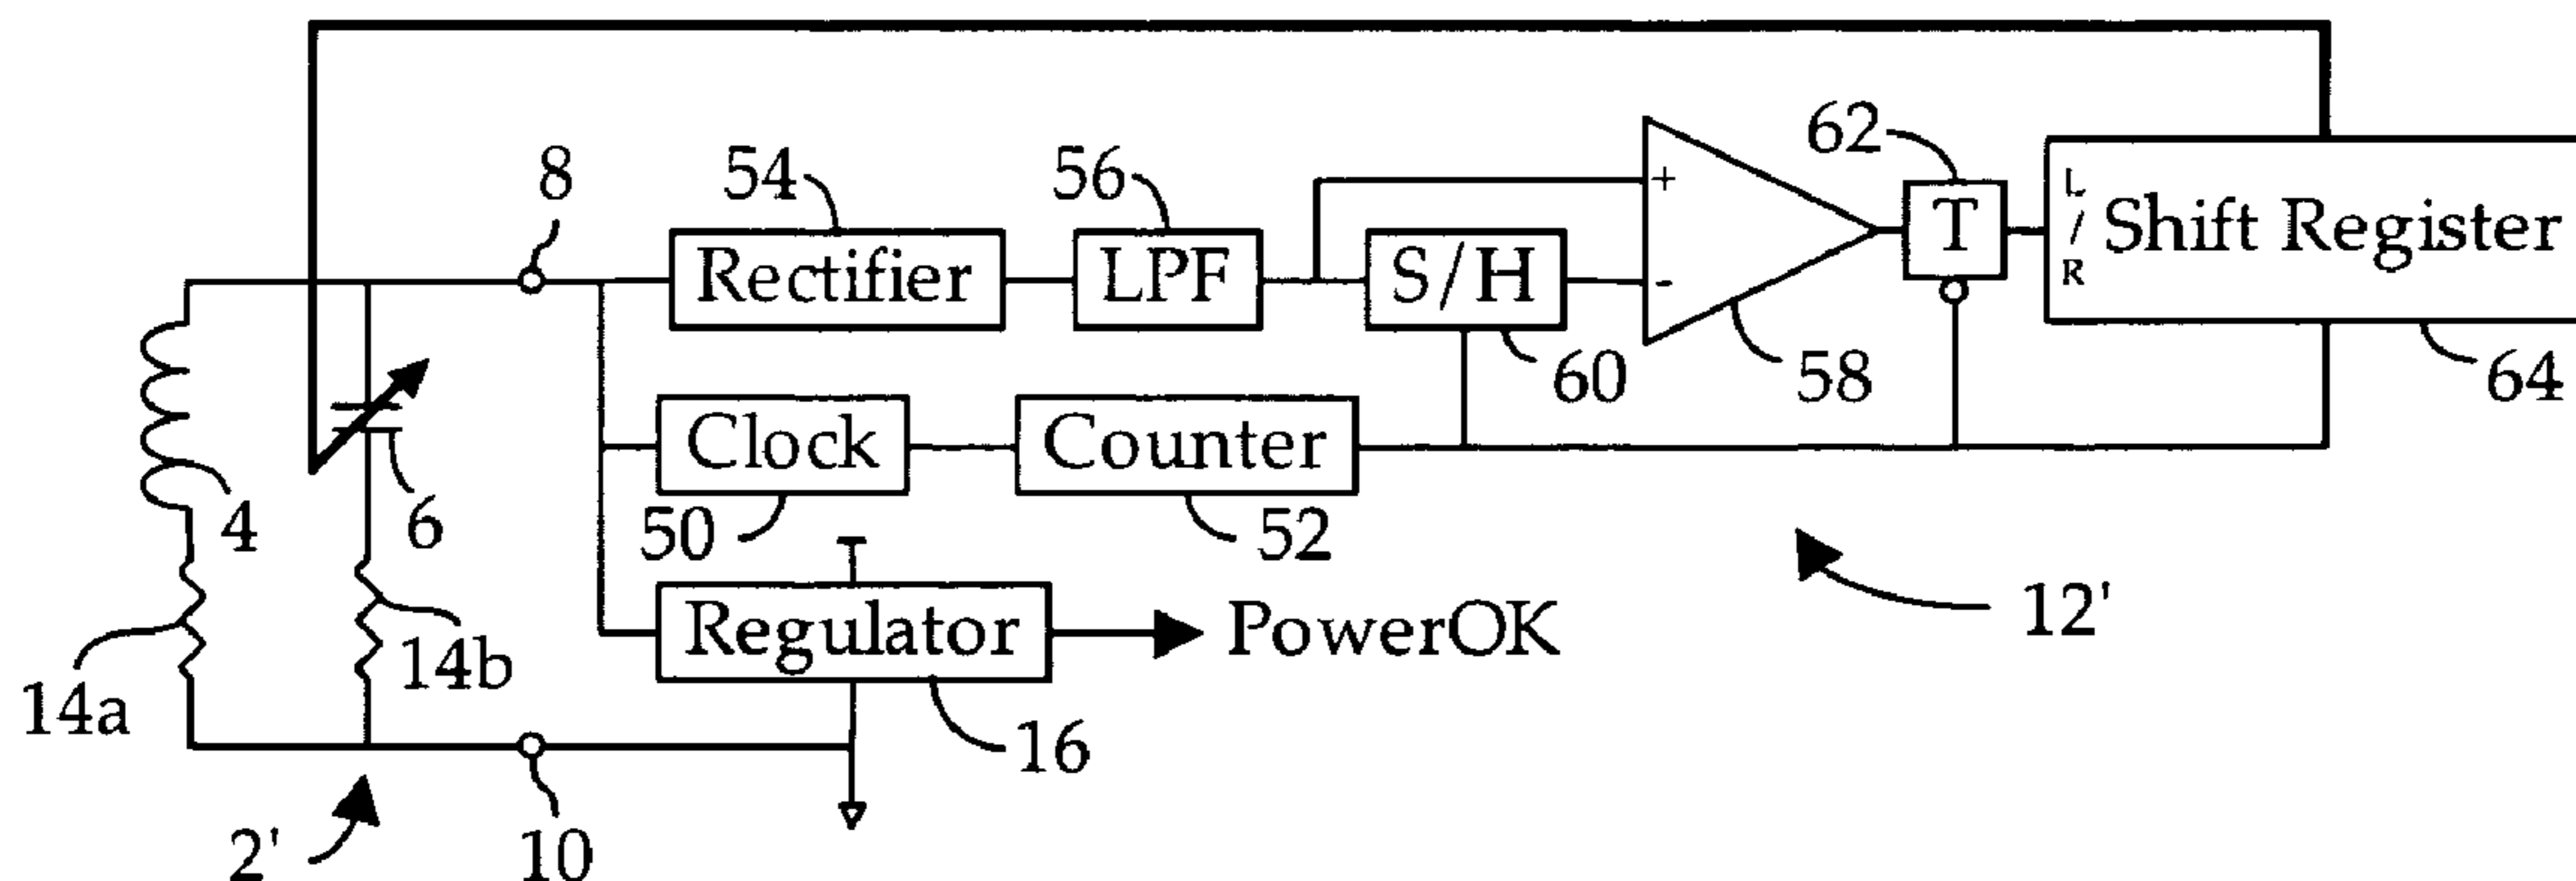 62
8
54
56
+
T
L
/
R
Shift Register
Rectifier
LPF
S/H
-
60
58
64
Clock
Counter
4
6
50
52
Regulator
PowerOK
12'
14b
14a
16
2'
10